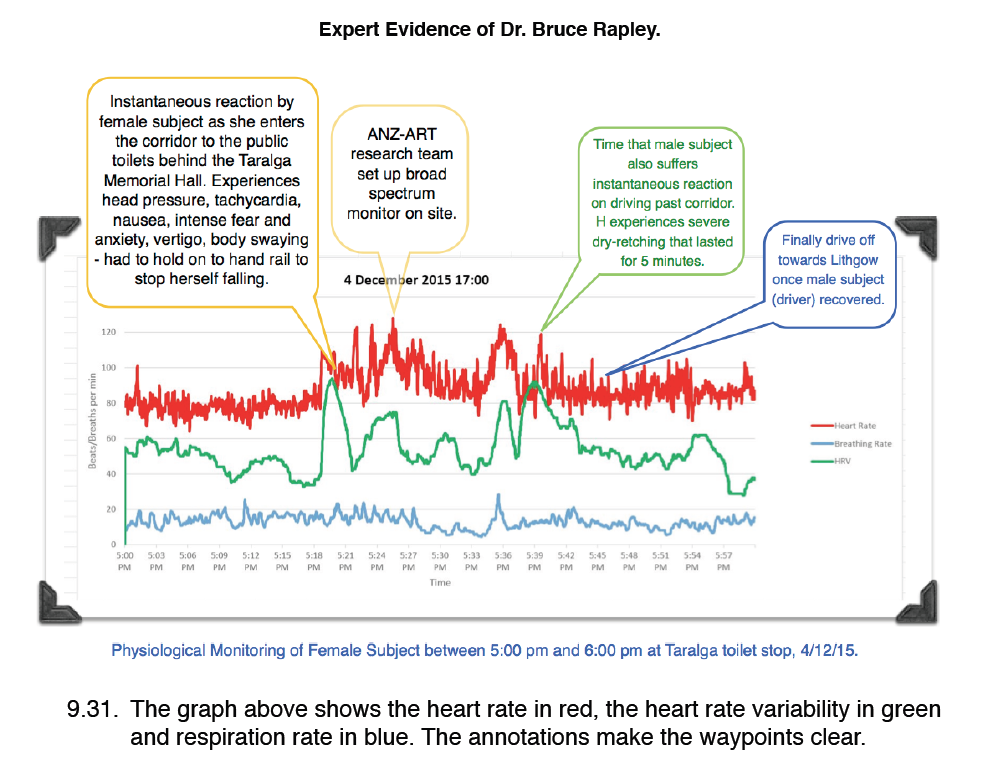 Expert Evidence of Dr. Bruce Rapley.
Instantaneous reaction by
female subject as she enters
the corridor to the public
toilets behind the Taralga
Memorial Hall. Experiences
head pressure, tachycardia,
nausea, intense fear and
anxiety, vertigo, body swaying
- had to hold on to hand rail to
stop herself falling.
ANZ-ART
research team
set up broad
spectrum
monitor on site.
Time that male subject
also suffers
instantaneous reaction
on driving past corridor.
H experiences severe
dry-retching that lasted
for 5 minutes.
Finally drive off
towards Lithgow
once male subject
(driver) recovered.
4 December 2015 17:00
Beats/Breaths per min
120
100
80
60
40
20
0
5:00 PM
5:03 PM
5:06 PM
5:09 PM
5:12 PM
5:15 PM
5:18 PM
5:21 PM
5:24 PM
5:27 PM
5:30 PM
5:33 PM
5:36 PM
5:39 PM
5:42 PM
5:45 PM
5:48 PM
5:51 PM
5:54 PM
5:57 PM
Time
Heart Rate
Breathing Rate
HRV
Physiological Monitoring of Female Subject between 5:00 pm and 6:00 pm at Taralga toilet stop, 4/12/15.
9.31. The graph above shows the heart rate in red, the heart rate variability in green
and respiration rate in blue. The annotations make the waypoints clear.